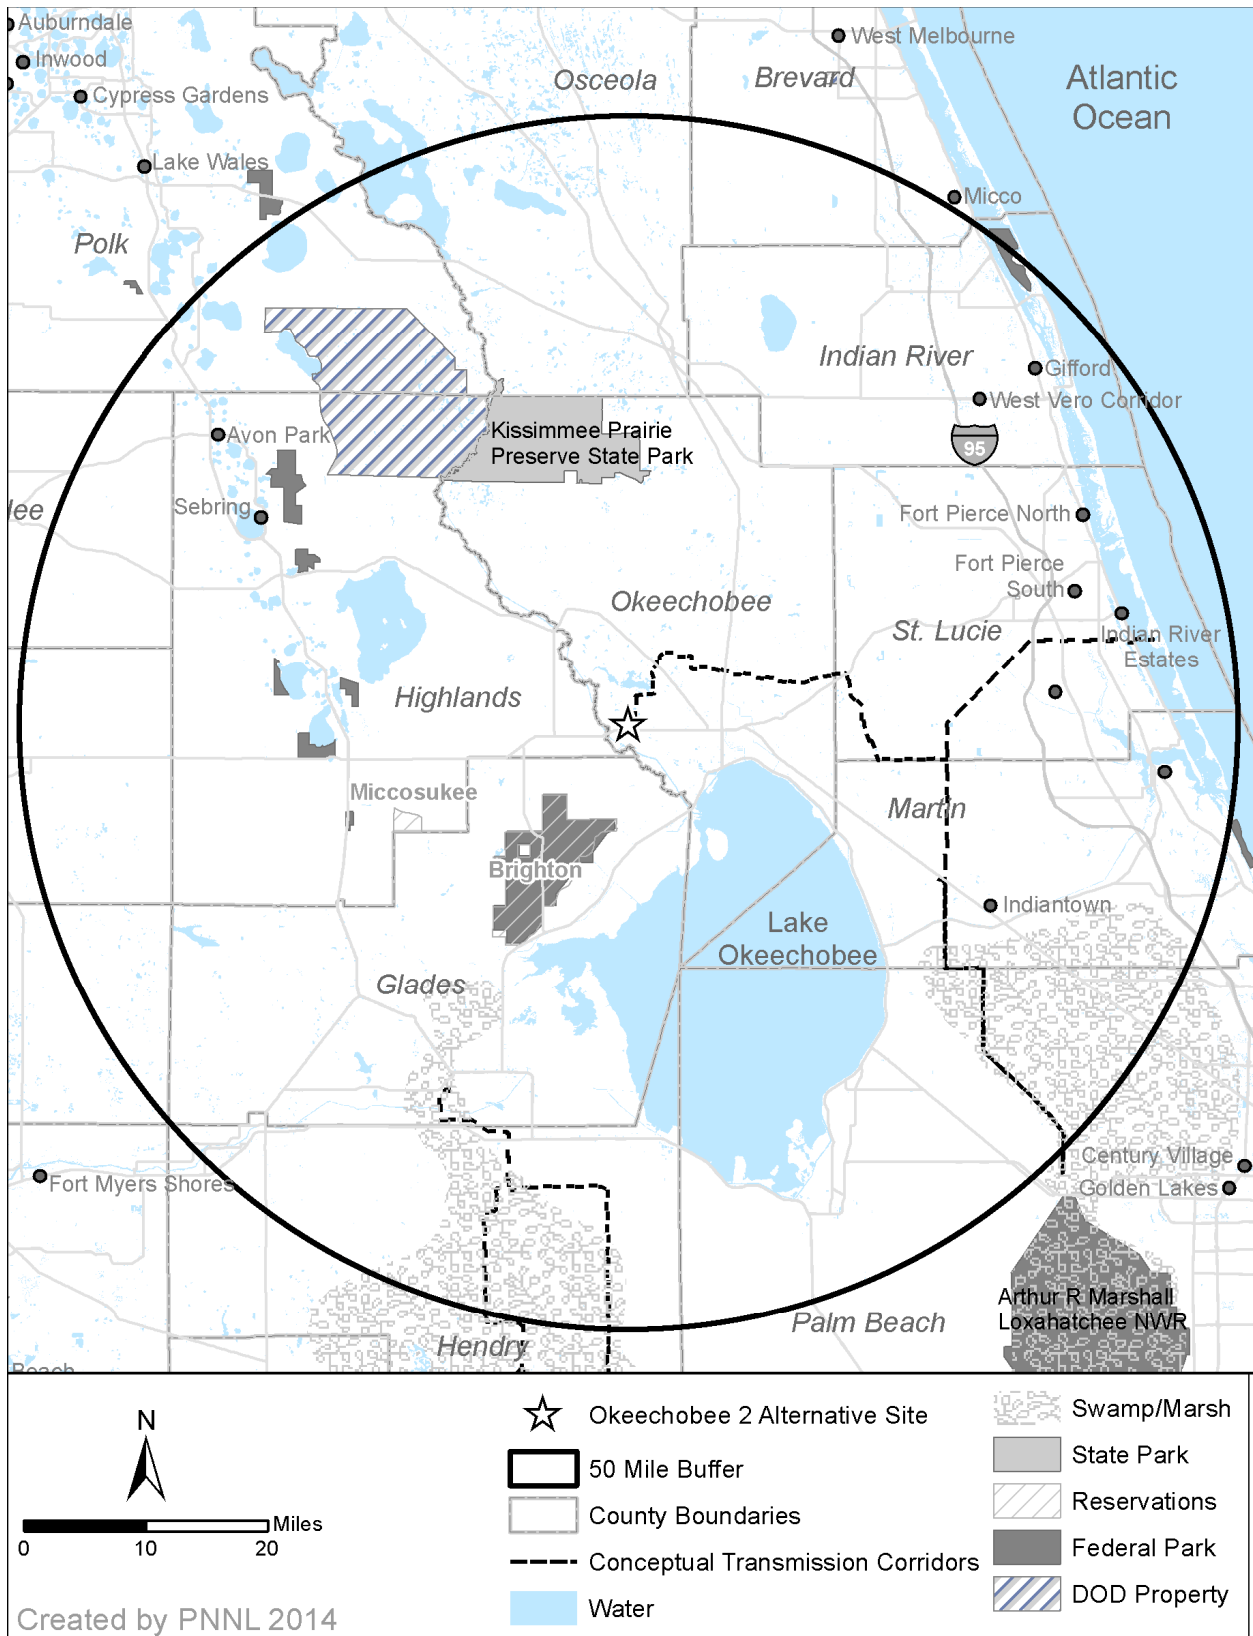 Auburndale
Inwood
Cypress Gardens
Lake Wales
Polk
Osceola
Brevard
West Melbourne
Atlantic
Ocean
Micco
Indian River
Gifford
West Vero Corridor
95
Kissimmee Prairie
Preserve State Park
Avon Park
Sebring
lee
Fort Pierce North
Fort Pierce
South
Okeechobee
St. Lucie
Indian River
Estates
Highlands
Miccosukee
Martin
Brighton
Indiantown
Lake
Okeechobee
Glades
Century Village
Golden Lakes
Fort Myers Shores
Arthur R Marshall
Loxahatchee NWR
Palm Beach
Hendry
Beach
N
Miles
0 10 20
Created by PNNL 2014
Okeechobee 2 Alternative Site
50 Mile Buffer
County Boundaries
Conceptual Transmission Corridors
Water
Swamp/Marsh
State Park
Reservations
Federal Park
DOD Property